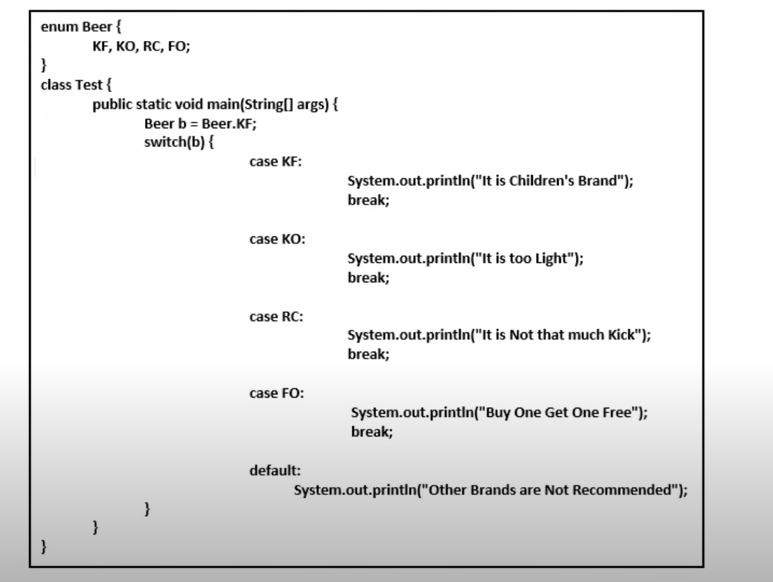 enum Beer {
KF, KO, RC, FO;
}
class Test {
public static void main(String[] args) {
Beer b = Beer.KF;
switch(b) {
case KF:
System.out.println("It is Children's Brand");
break;
case KO:
System.out.println("It is too Light");
break;
case RC:
System.out.println("It is Not that much Kick");
break;
case FO:
System.out.println("Buy One Get One Free");
break;
default:
System.out.println("Other Brands are Not Recommended");
}
}
}